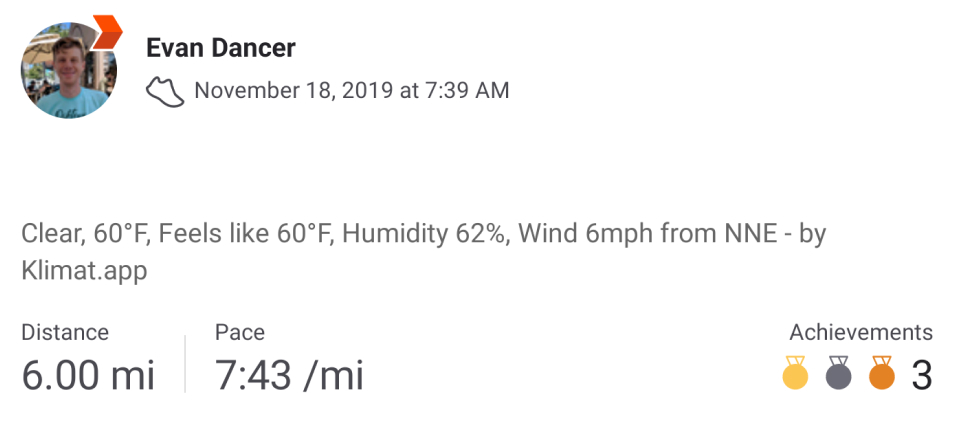 Evan Dancer
November 18, 2019 at 7:39 AM
Clear, 60°F, Feels like 60°F, Humidity 62%, Wind 6mph from NNE - by
Klimat.app
Distance
6.00 mi
Pace
7:43 /mi
Achievements
3